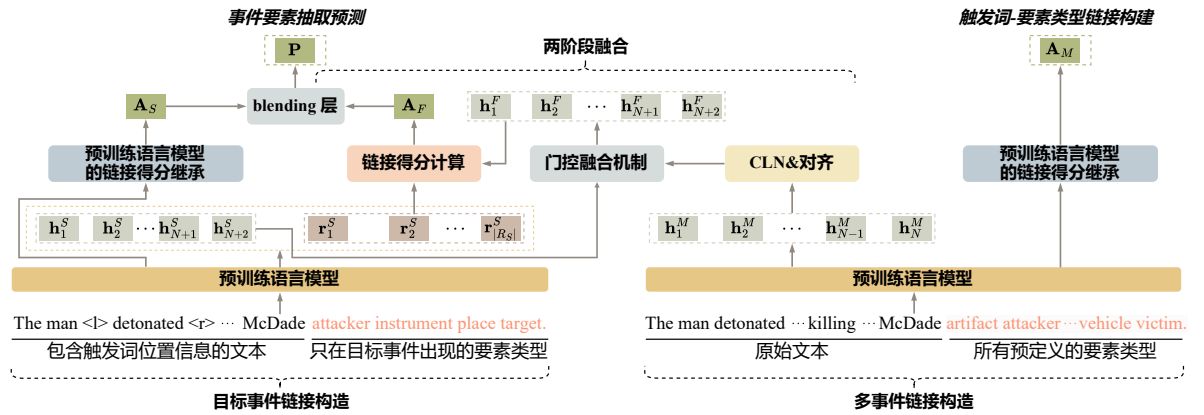 事件要素抽取预测
触发词-要素类型链接构建
P
两阶段融合
A_M
A_S
blending 层
A_F
h_1^F h_2^F ⋯ h_{N+1}^F h_{N+2}^F
预训练语言模型
的链接得分继承
链接得分计算
门控融合机制
CLN&对齐
预训练语言模型
的链接得分继承
h_1^S h_2^S ⋯ h_{N+1}^S h_{N+2}^S
r_1^S r_2^S ⋯ r_{|R_S|}^S
h_1^M h_2^M ⋯ h_{N-1}^M h_N^M
预训练语言模型
预训练语言模型
The man <l> detonated <r> ⋯ McDade attacker instrument place target.
The man detonated ⋯ killing ⋯ McDade artifact attacker ⋯ vehicle victim.
包含触发词位置信息的文本
只在目标事件出现的要素类型
原始文本
所有预定义的要素类型
目标事件链接构造
多事件链接构造